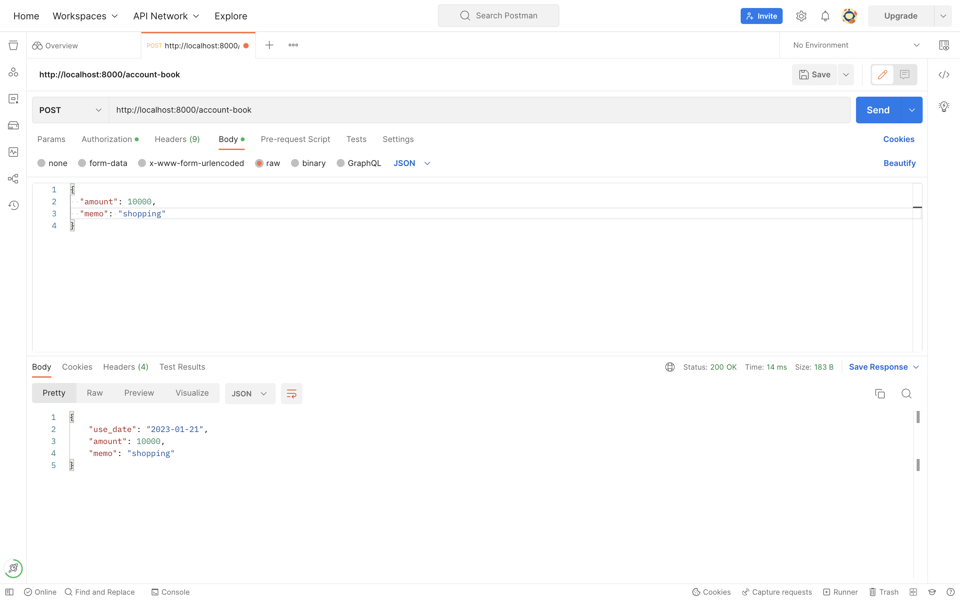 Home Workspaces API Network Explore Search Postman Invite Upgrade
Overview POST http://localhost:8000/ No Environment
http://localhost:8000/account-book Save
POST http://localhost:8000/account-book Send
Params Authorization Headers (9) Body Pre-request Script Tests Settings Cookies
none form-data x-www-form-urlencoded raw binary GraphQL JSON Beautify
1 {
2 "amount": 10000,
3 "memo": "shopping"
4 }
Body Cookies Headers (4) Test Results Status: 200 OK Time: 14 ms Size: 183 B Save Response
Pretty Raw Preview Visualize JSON
1 {
2 "use_date": "2023-01-21",
3 "amount": 10000,
4 "memo": "shopping"
5 }
Online Find and Replace Console Cookies Capture requests Runner Trash